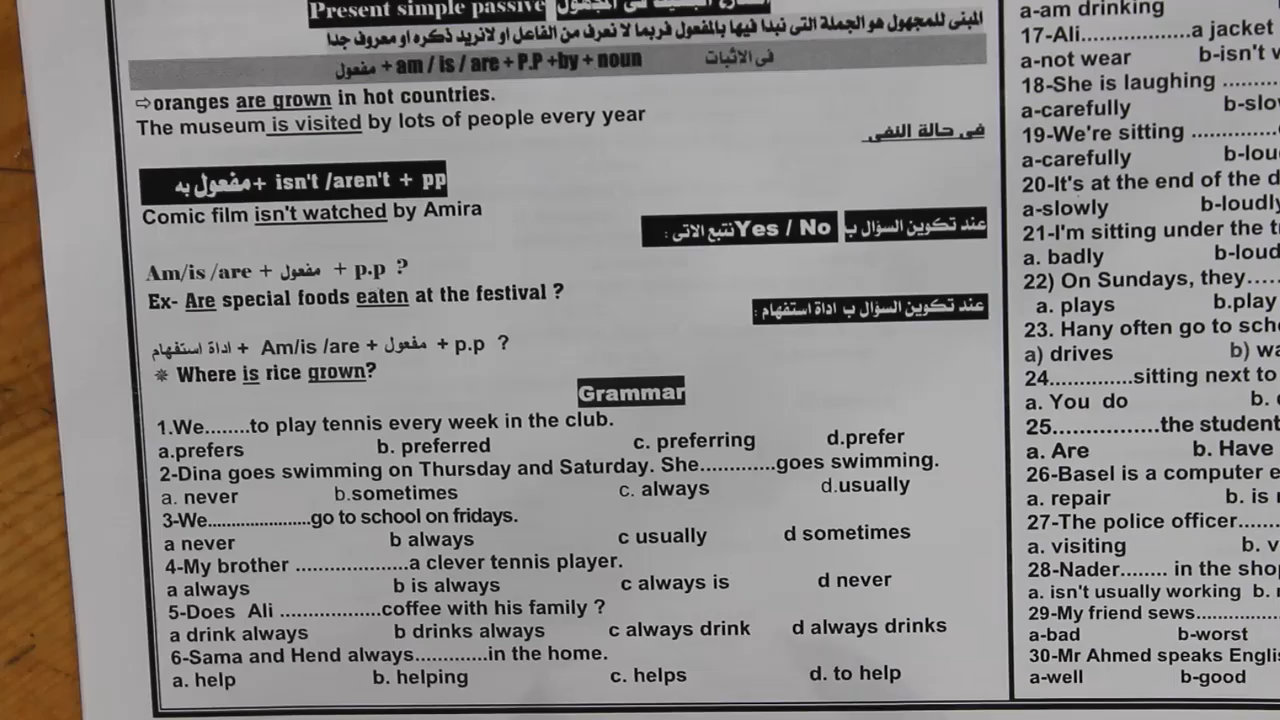 Present simple passive
المبنى للمجهول هو الجملة التى نبدا فيها بالمفعول فربما لا نعرف من الفاعل او لانريد ذكره او معروف جدا
فى الاثبات مفعول + am / is / are + P.P +by + noun
⇨oranges are grown in hot countries.
The museum is visited by lots of people every year
فى حالة النفى
مفعول به+ isn't /aren't + pp
Comic film isn't watched by Amira
عند تكوين السؤال ب Yes / No نتبع الاتى :
Am/is /are + مفعول + p.p ?
Ex- Are special foods eaten at the festival ?
عند تكوين السؤال ب اداة استفهام :
اداة استفهام + Am/is /are + مفعول + p.p ?
✵ Where is rice grown?
Grammar
1.We........to play tennis every week in the club.
a.prefers b. preferred c. preferring d.prefer
2-Dina goes swimming on Thursday and Saturday. She.............goes swimming.
a. never b.sometimes c. always d.usually
3-We.......................go to school on fridays.
a never b always c usually d sometimes
4-My brother ...................a clever tennis player.
a always b is always c always is d never
5-Does Ali .................coffee with his family ?
a drink always b drinks always c always drink d always drinks
6-Sama and Hend always.............in the home.
a. help b. helping c. helps d. to help
a-am drinking
17-Ali...................a jacket
a-not wear b-isn't
18-She is laughing .........
a-carefully b-slo
19-We're sitting ..............
a-carefully b-lou
20-It's at the end of the
a-slowly b-loudly
21-I'm sitting under the
a. badly b-loud
22) On Sundays, they.....
a. plays b.play
23. Hany often go to sch
a) drives b) wa
24..............sitting next to
a. You do b.
25.................the student
a. Are b. Have
26-Basel is a computer
a. repair b. is
27-The police officer.......
a. visiting b. v
28-Nader........ in the shop
a. isn't usually working b.
29-My friend sews..............
a-bad b-worst
30-Mr Ahmed speaks Engli
a-well b-good